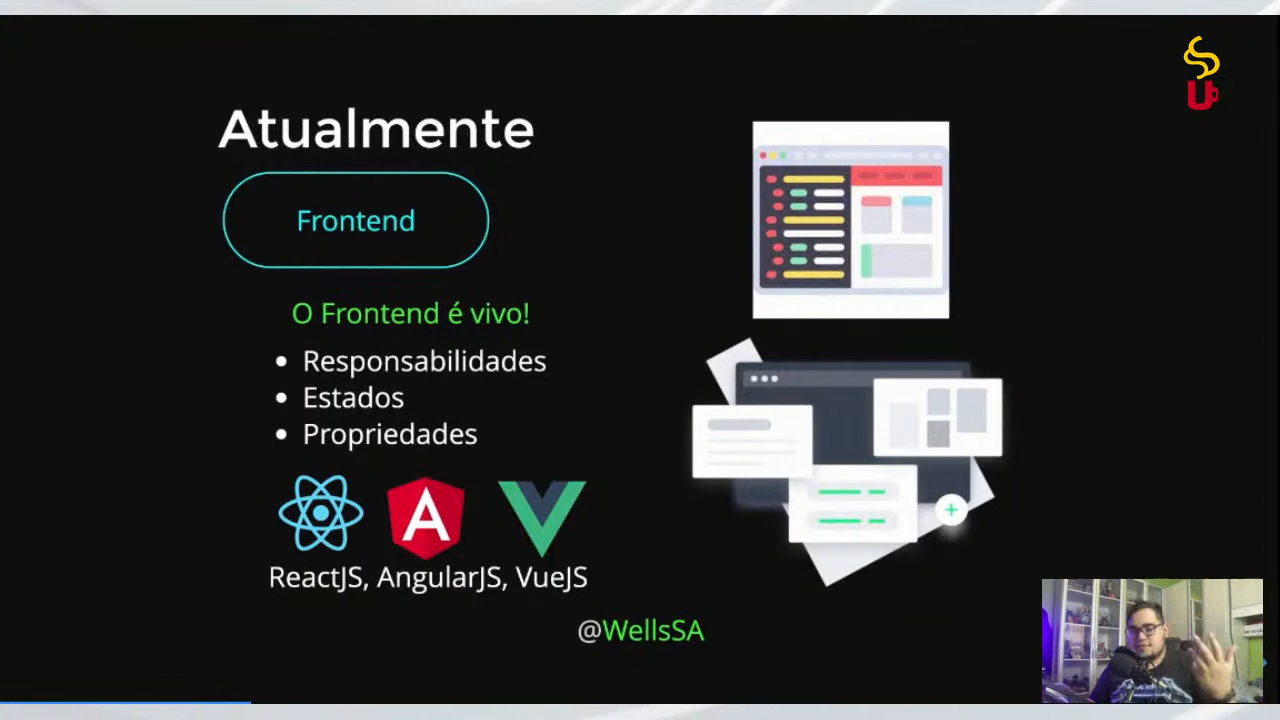 Atualmente
Frontend
O Frontend é vivo!
Responsabilidades
Estados
Propriedades
ReactJS, AngularJS, VueJS
@WellsSA